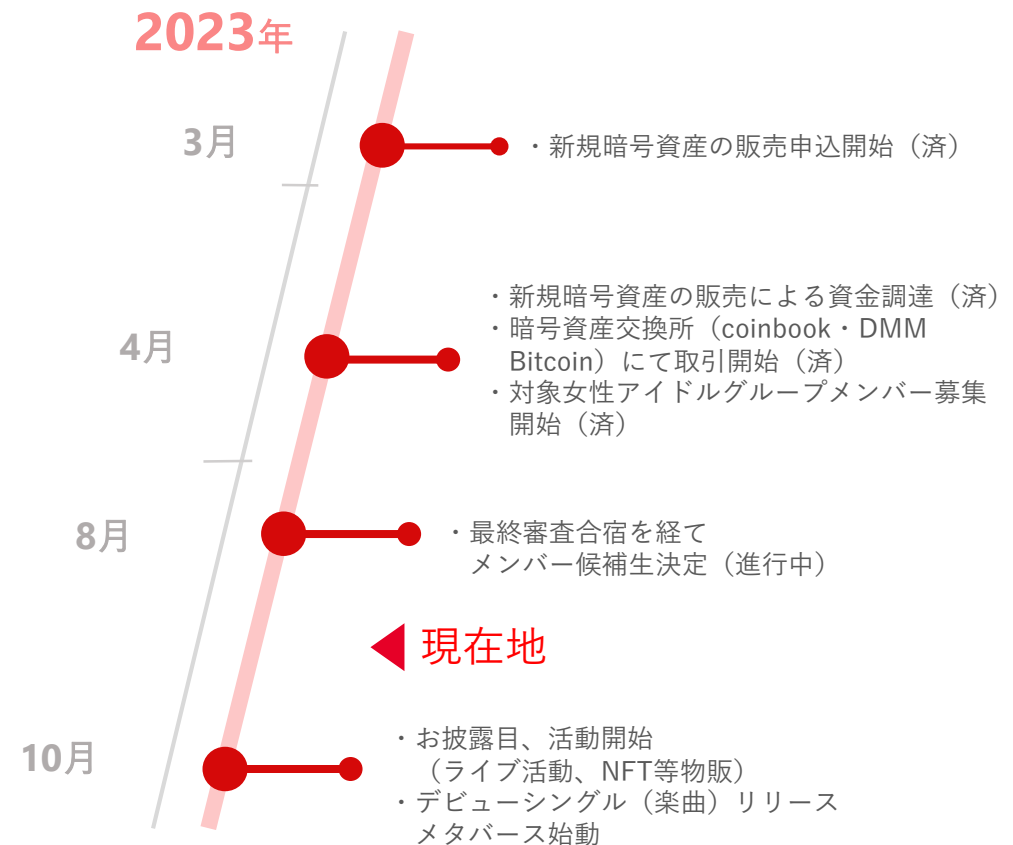 2023年
3月
・新規暗号資産の販売申込開始（済）
4月
・新規暗号資産の販売による資金調達（済）
・暗号資産交換所（coinbook・DMM
Bitcoin）にて取引開始（済）
・対象女性アイドルグループメンバー募集
開始（済）
8月
・最終審査合宿を経て
メンバー候補生決定（進行中）
現在地
10月
・お披露目、活動開始
（ライブ活動、NFT等物販）
・デビューシングル（楽曲）リリース
メタバース始動